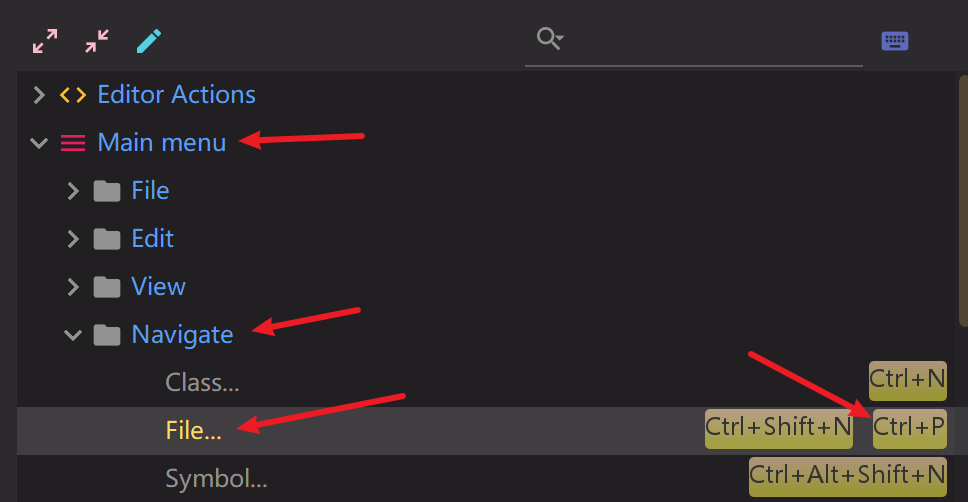 Editor Actions
Main menu
File
Edit
View
Navigate
Class... Ctrl+N
File... Ctrl+Shift+N Ctrl+P
Symbol... Ctrl+Alt+Shift+N